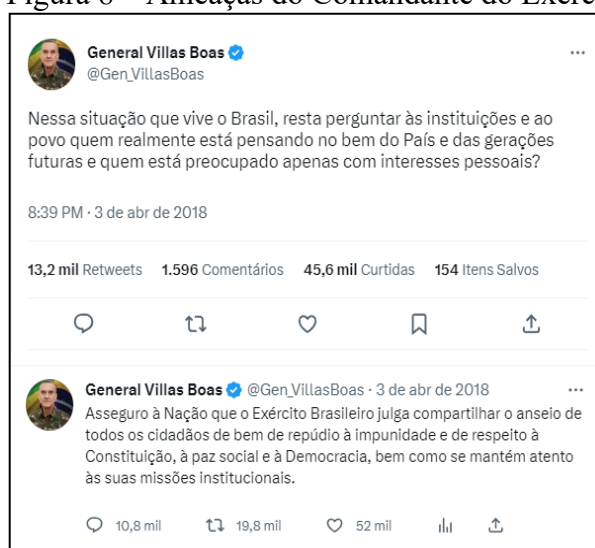 Figura 8 – Ameaças do Comandante do Exérc
General Villas Boas
@Gen_VillasBoas
Nessa situação que vive o Brasil, resta perguntar às instituições e ao
povo quem realmente está pensando no bem do País e das gerações
futuras e quem está preocupado apenas com interesses pessoais?
8:39 PM · 3 de abr de 2018
13,2 mil Retweets 1.596 Comentários 45,6 mil Curtidas 154 Itens Salvos
General Villas Boas @Gen_VillasBoas · 3 de abr de 2018
Asseguro à Nação que o Exército Brasileiro julga compartilhar o anseio de
todos os cidadãos de bem de repúdio à impunidade e de respeito à
Constituição, à paz social e à Democracia, bem como se mantém atento
às suas missões institucionais.
10,8 mil 19,8 mil 52 mil